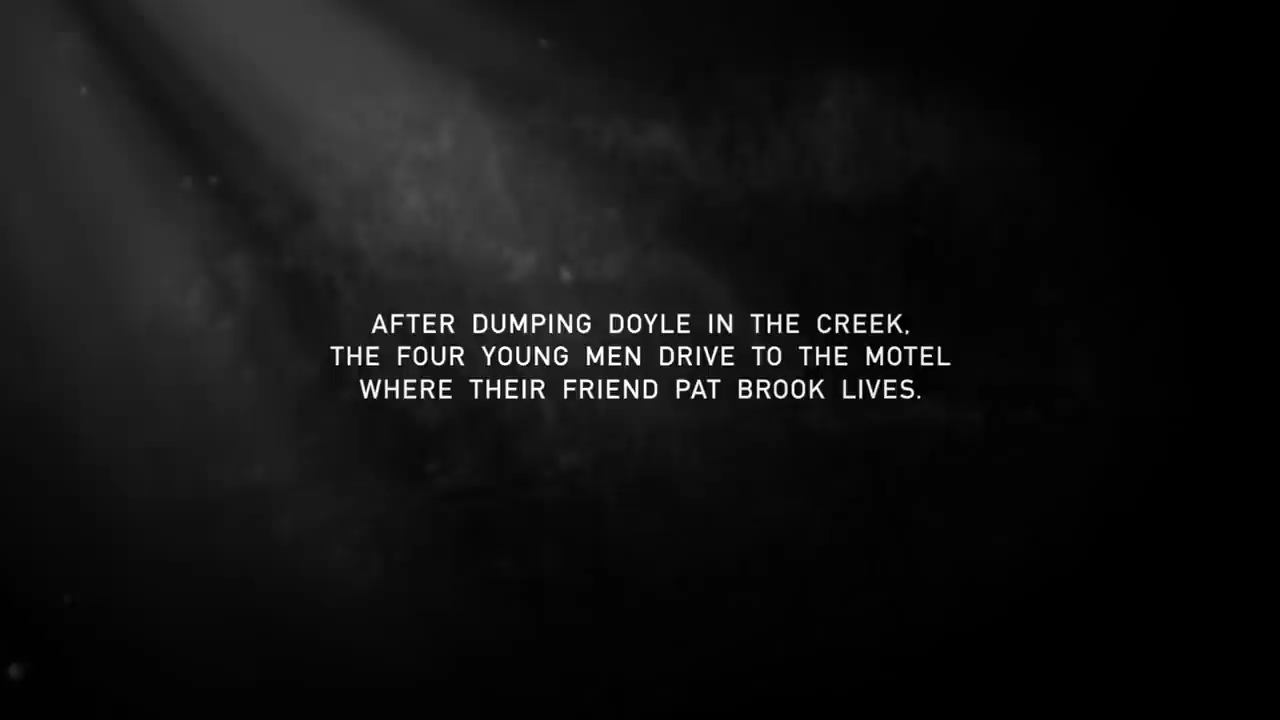 AFTER DUMPING DOYLE IN THE CREEK,
THE FOUR YOUNG MEN DRIVE TO THE MOTEL
WHERE THEIR FRIEND PAT BROOK LIVES.